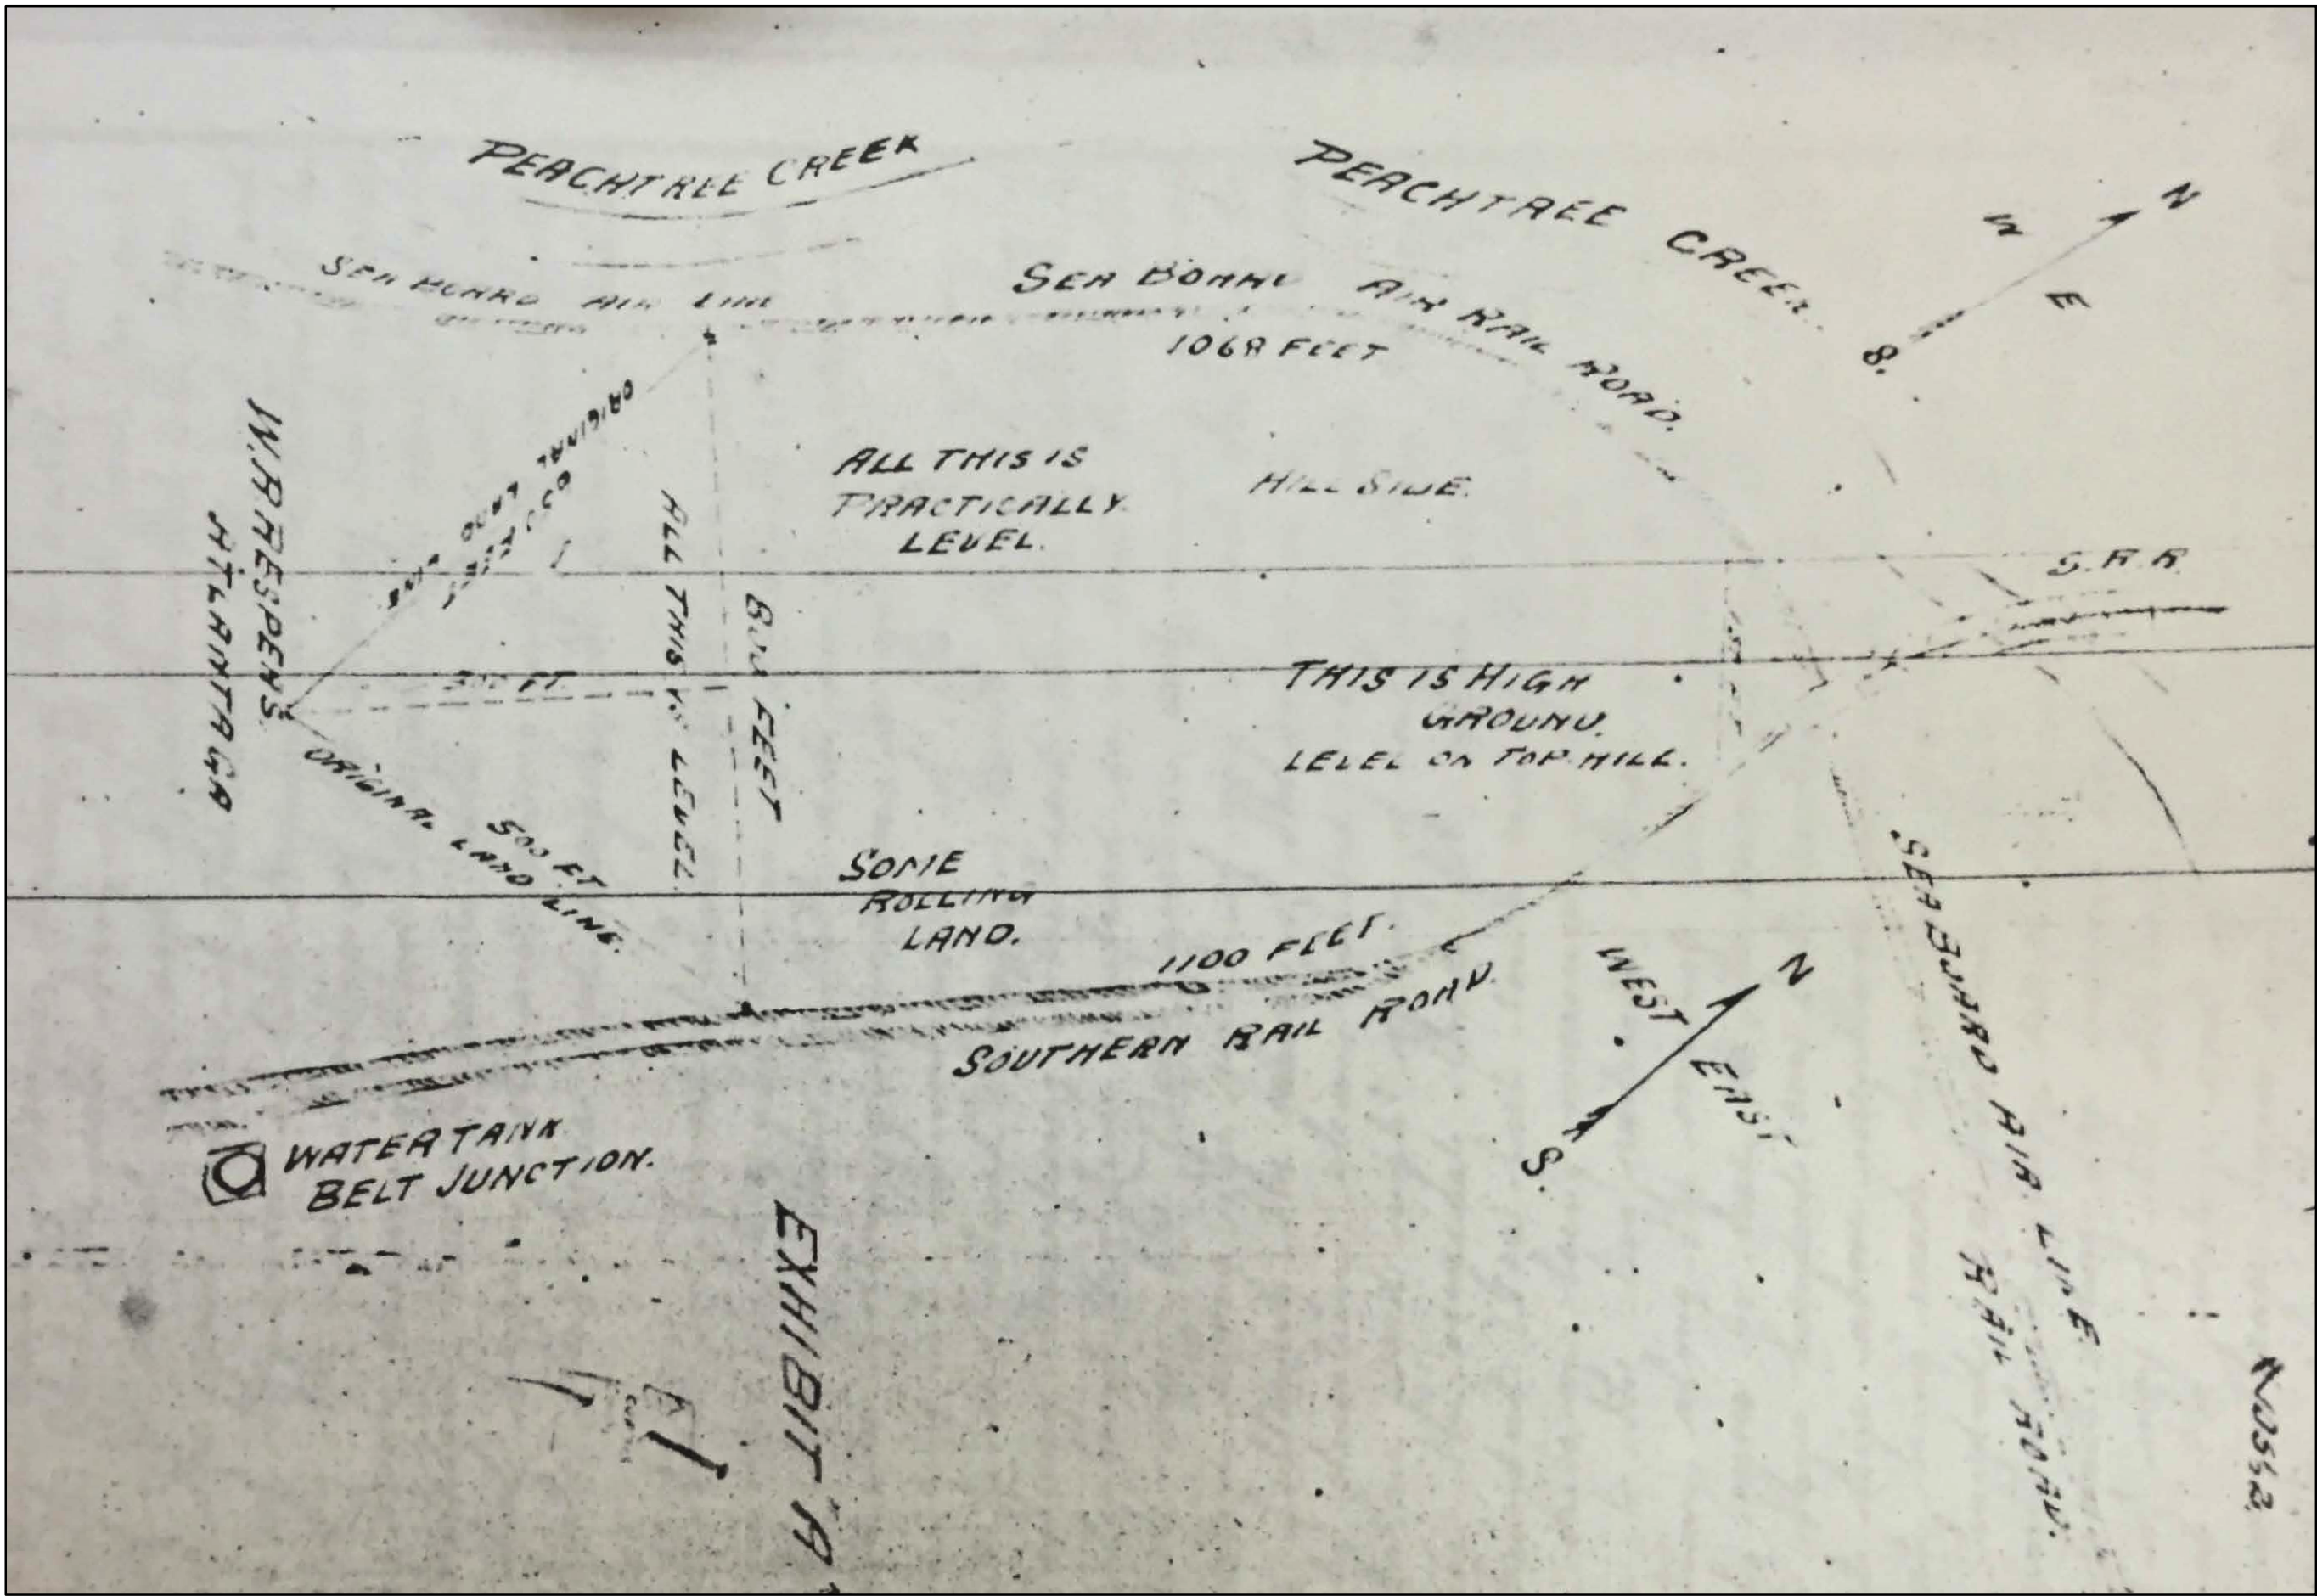 PEACHTREE CREEK
PEACHTREE CREEK
N
W
E
S.
SEA BOARD AIR LINE
SEA BOARD AIR RAIL ROAD.
1068 FEET
ORIGINAL LAND
ALL THIS IS
PRACTICALLY
LEVEL.
HILL SIDE.
ALL THIS IS LEVEL.
FEET
S.R.R.
FT.
THIS IS HIGH
GROUND.
LEVEL ON TOP HILL.
ATLANTA GA
ORIGINAL LAND LINE.
500 FT
SOME
ROLLING
LAND.
1100 FEET.
SOUTHERN RAIL ROAD.
N
WEST
EAST
S.
SEABOARD AIR LINE
RAIL ROAD.
WATER TANK
BELT JUNCTION.
EXHIBIT A